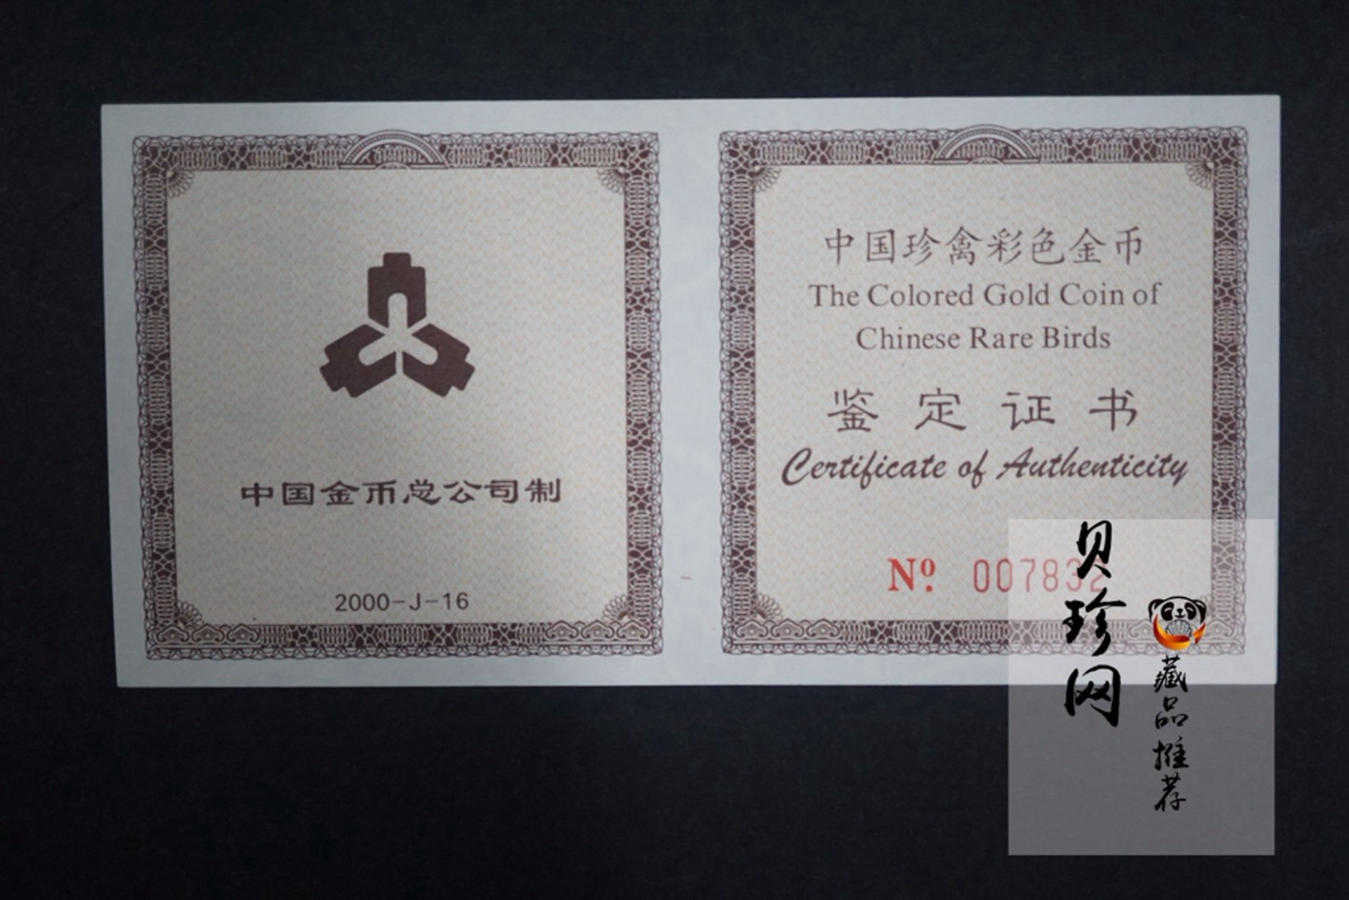 中国金币总公司制
2000-J-16
中国珍禽彩色金币
The Colored Gold Coin of
Chinese Rare Birds
鉴定证书
Certificate of Authenticity
Nº. 007832
贝珍网
藏品推荐